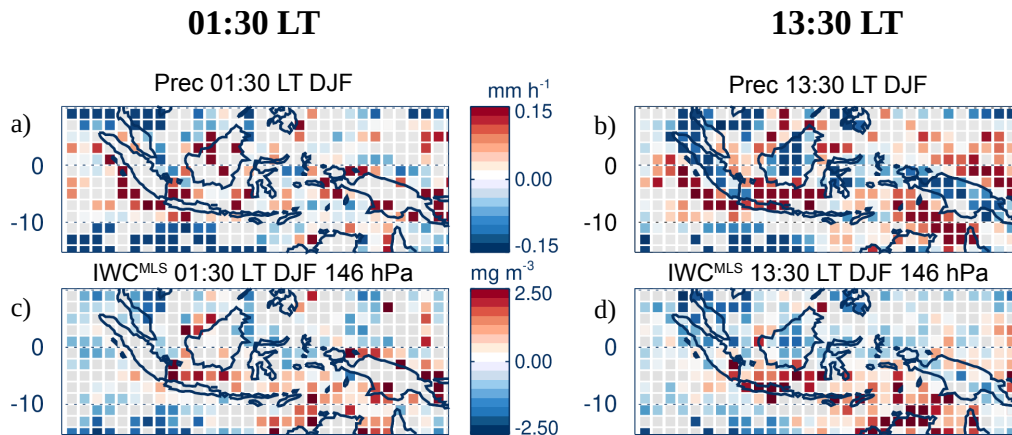 01:30 LT
13:30 LT
Prec 01:30 LT DJF
mm h⁻¹
Prec 13:30 LT DJF
a)
0
-10
0.15
0.00
-0.15
b)
0
-10
IWCᴹᴸˢ 01:30 LT DJF 146 hPa
mg m⁻³
IWCᴹᴸˢ 13:30 LT DJF 146 hPa
c)
0
-10
2.50
0.00
-2.50
d)
0
-10